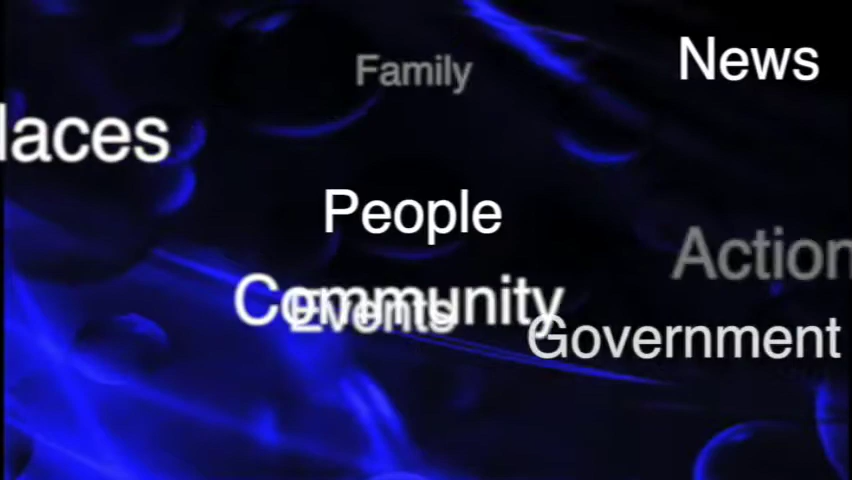 News
Family
laces
People
Action
Community
Events
Government